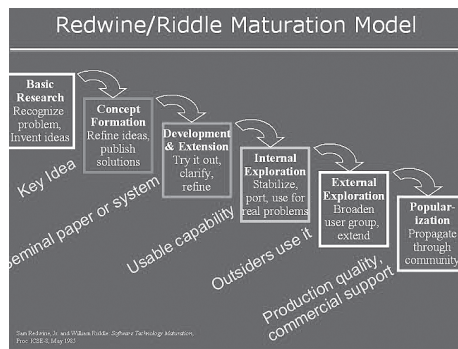 Redwine/Riddle Maturation Model
Basic
Research
Recognize
problem,
Invent ideas
Key Idea
Concept
Formation
Refine ideas,
publish
solutions
Seminal paper or system
Development
& Extension
Try it out,
clarify,
refine
Usable capability
Internal
Exploration
Stabilize,
port, use for
real problems
Outsiders use it
External
Exploration
Broaden
user group,
extend
Production quality,
commercial support
Popular-
ization
Propagate
through
community
Sam Redwine, Jr. and William Riddle. Software Technology Maturation,
Proc ICSE-8, May 1985